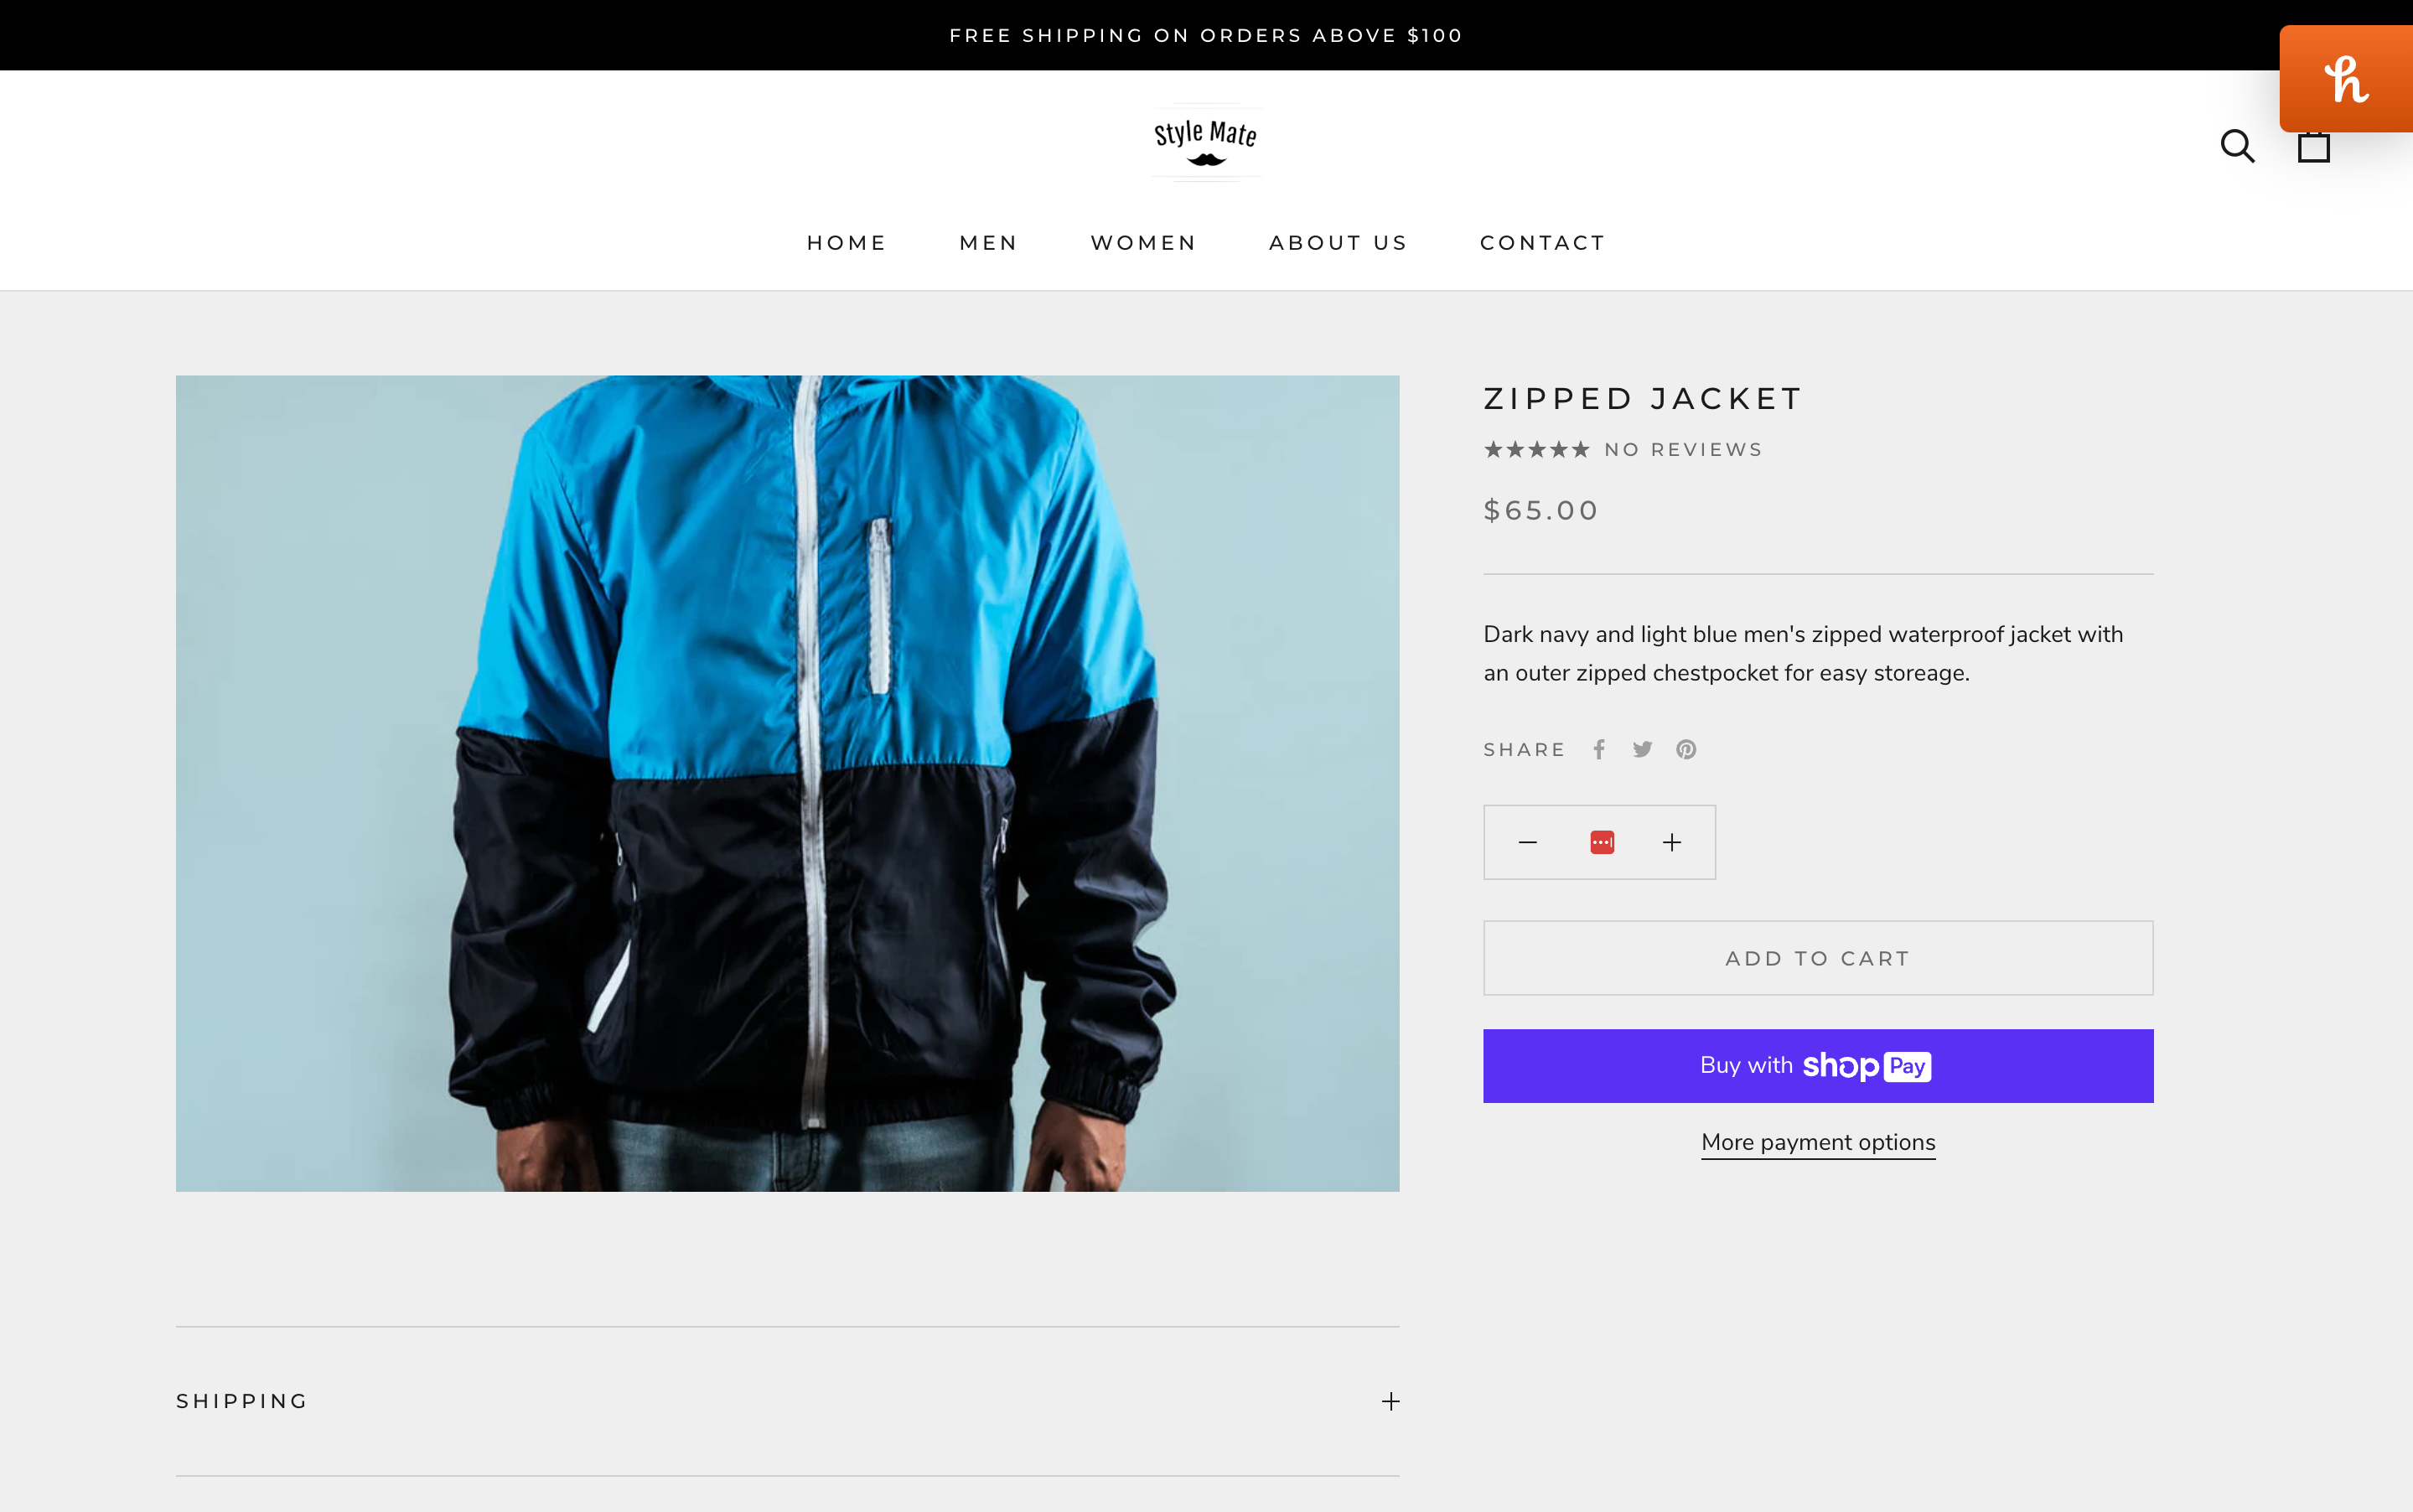 FREE SHIPPING ON ORDERS ABOVE $100
Style Mate
HOME MEN WOMEN ABOUT US CONTACT
ZIPPED JACKET
NO REVIEWS
$65.00
Dark navy and light blue men's zipped waterproof jacket with
an outer zipped chestpocket for easy storeage.
SHARE
ADD TO CART
Buy with shop Pay
More payment options
SHIPPING